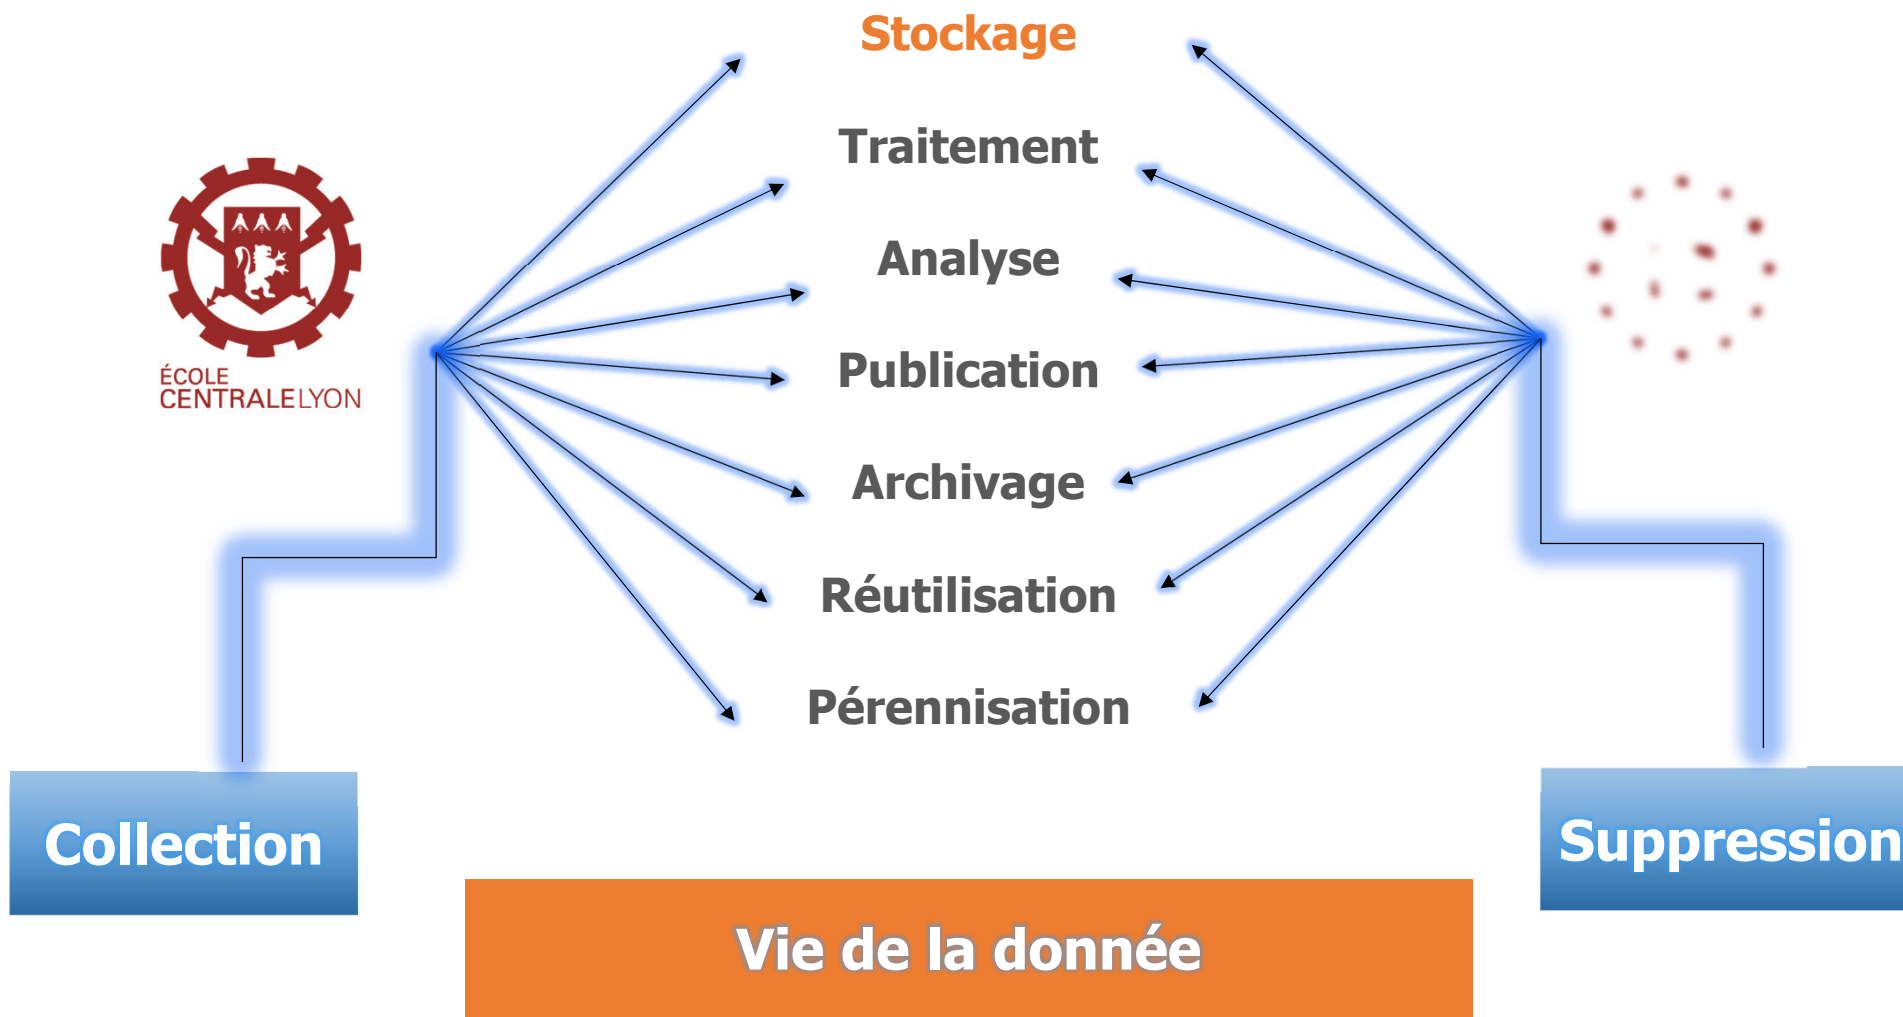 Stockage
Traitement
Analyse
Publication
Archivage
Réutilisation
Pérennisation
ÉCOLE
CENTRALELYON
Collection
Suppression
Vie de la donnée